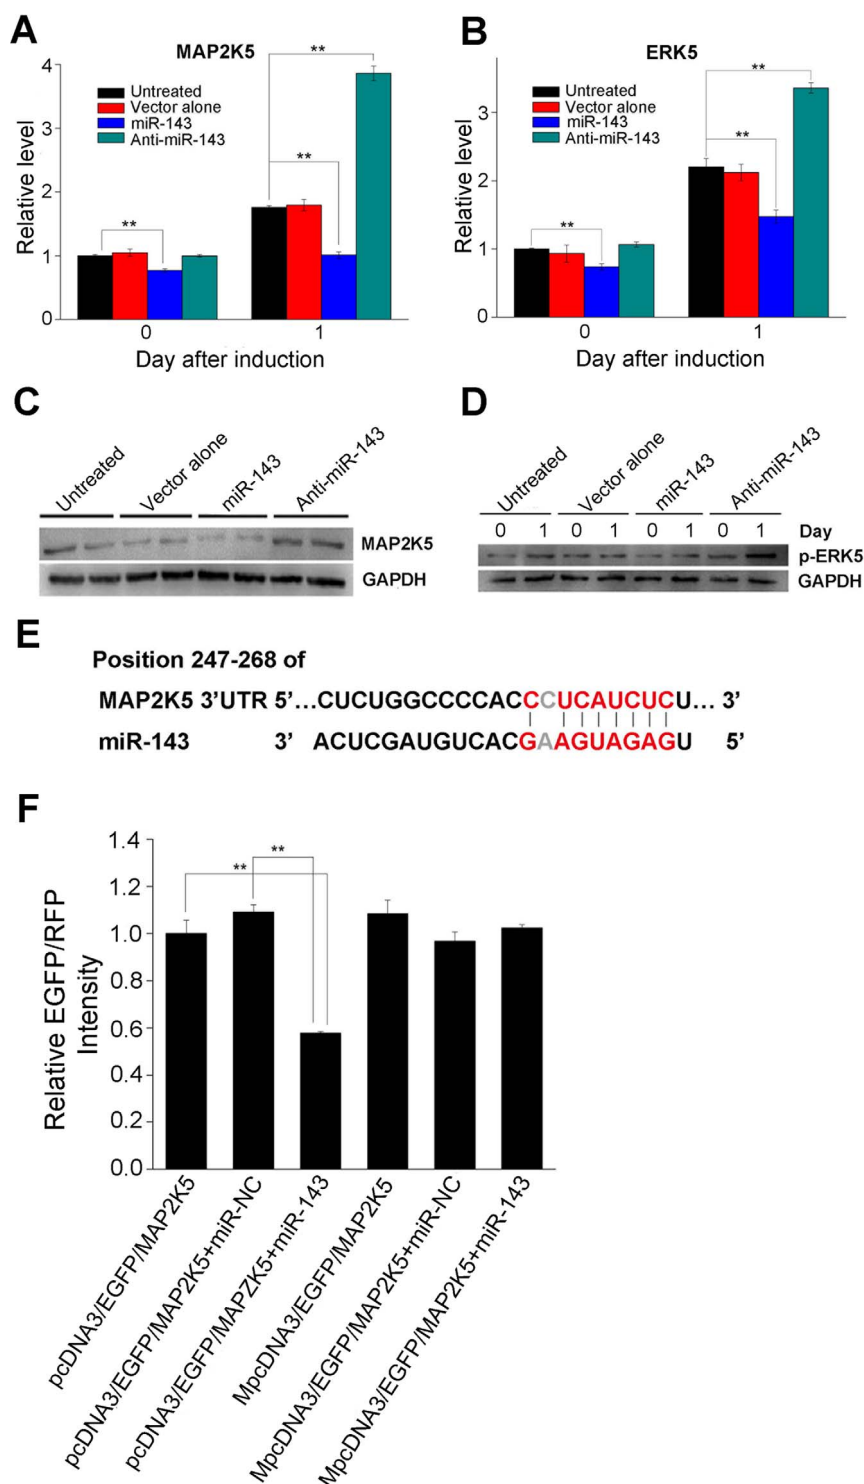 A
MAP2K5
Untreated
Vector alone
miR-143
Anti-miR-143
**
**
**
Relative level
4
3
2
1
0
0 1
Day after induction
B
ERK5
Untreated
Vector alone
miR-143
Anti-miR-143
**
**
**
Relative level
3
2
1
0
0 1
Day after induction
C
Untreated Vector alone miR-143 Anti-miR-143
MAP2K5
GAPDH
D
Untreated Vector alone miR-143 Anti-miR-143
0 1 0 1 0 1 0 1 Day
p-ERK5
GAPDH
E
Position 247-268 of
MAP2K5 3’UTR 5’...CUCUGGCCCCACCCUCAUCUCU... 3’
miR-143 3’ ACUCGAUGUCACGAAGUAGAGU 5’
F
Relative EGFP/RFP
Intensity
1.4
1.2
1.0
0.8
0.6
0.4
0.2
0.0
**
**
pcDNA3/EGFP/MAP2K5
pcDNA3/EGFP/MAP2K5+miR-NC
pcDNA3/EGFP/MAPZK5+miR-143
MpcDNA3/EGFP/MAP2K5
MpcDNA3/EGFP/MAP2K5+miR-NC
MpcDNA3/EGFP/MAP2K5+miR-143